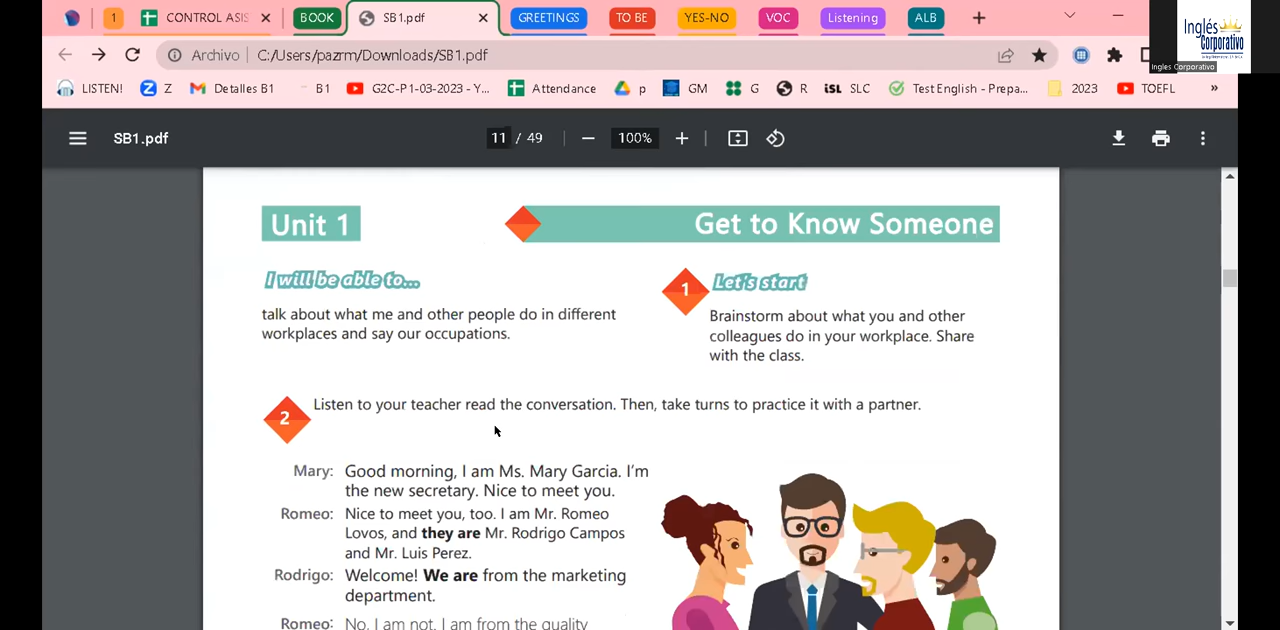 1 CONTROL ASIS BOOK SB1.pdf GREETINGS TO BE YES-NO VOC Listening ALB
Archivo C:/Users/pazrm/Downloads/SB1.pdf
LISTEN! Z Z Detalles B1 B1 G2C-P1-03-2023 - Y... Attendance p GM G R iSL SLC Test English - Prepa... 2023 TOEFL »
Inglés
Corporativo
Ingles Corporativo
SB1.pdf 11 / 49 100%
Unit 1 Get to Know Someone
I will be able to...
talk about what me and other people do in different
workplaces and say our occupations.
1 Let's start
Brainstorm about what you and other
colleagues do in your workplace. Share
with the class.
2 Listen to your teacher read the conversation. Then, take turns to practice it with a partner.
Mary: Good morning, I am Ms. Mary Garcia. I'm
the new secretary. Nice to meet you.
Romeo: Nice to meet you, too. I am Mr. Romeo
Lovos, and they are Mr. Rodrigo Campos
and Mr. Luis Perez.
Rodrigo: Welcome! We are from the marketing
department.
Romeo: No, I am not. I am from the quality